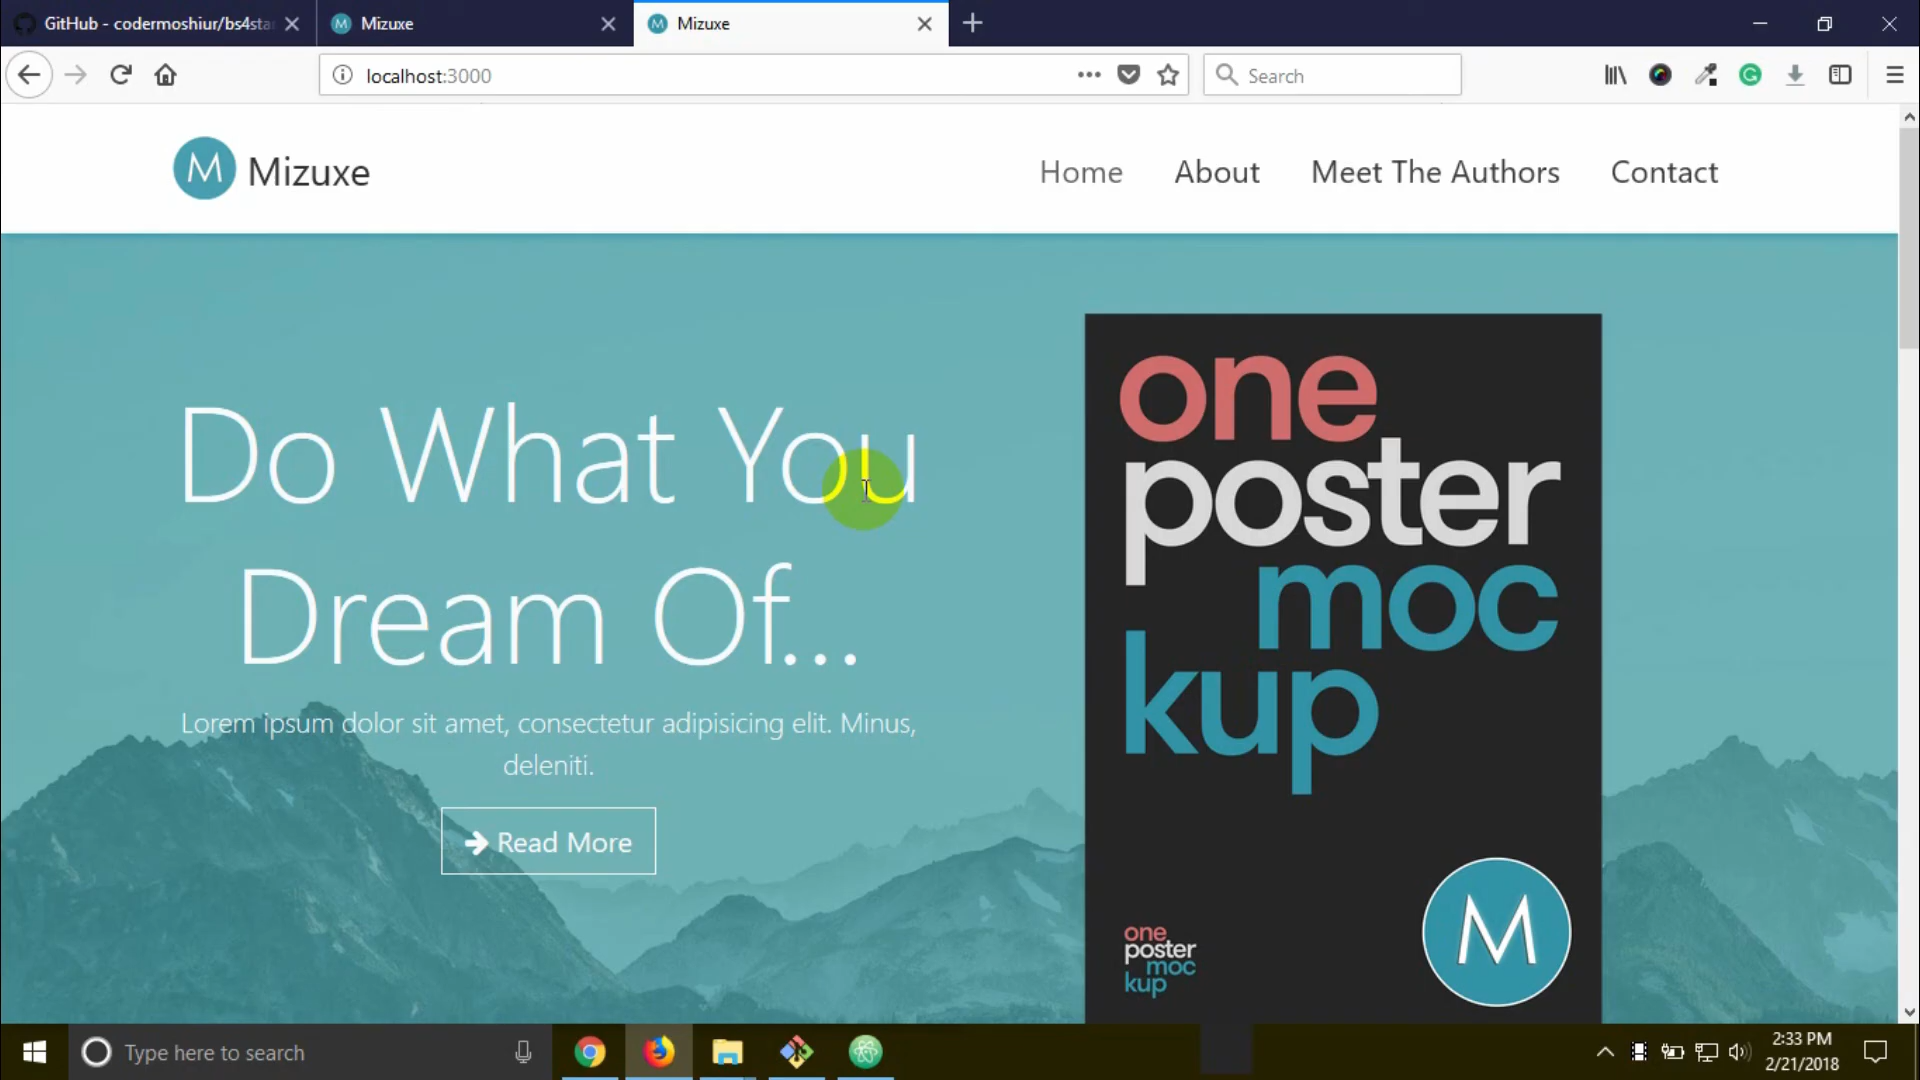 GitHub - codermoshiur/bs4sta
Mizuxe
Mizuxe
localhost:3000
Search
M
Mizuxe
Home
About
Meet The Authors
Contact
Do What You
Dream Of...
Lorem ipsum dolor sit amet, consectetur adipisicing elit. Minus,
deleniti.
Read More
one
poster
moc
kup
one
poster
moc
kup
M
Type here to search
2:33 PM
2/21/2018